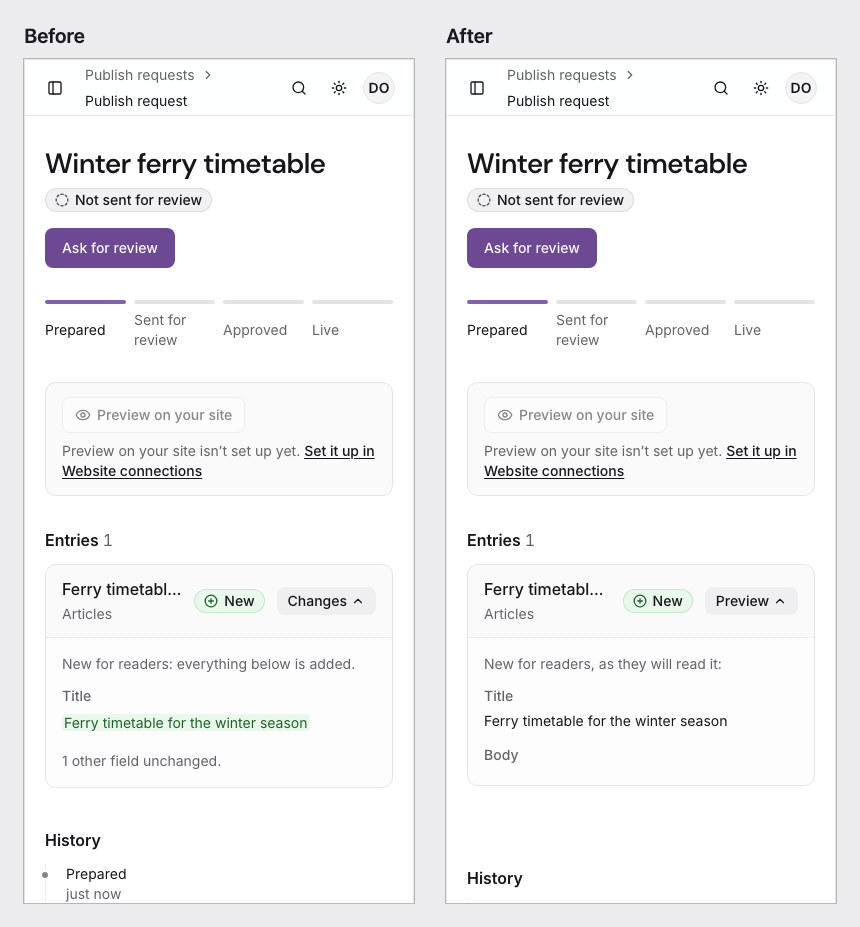 Before
Publish requests
Publish request
DO
Winter ferry timetable
Not sent for review
Ask for review
Prepared
Sent for
review
Approved
Live
Preview on your site
Preview on your site isn’t set up yet. Set it up in
Website connections
Entries 1
Ferry timetabl...
Articles
New
Changes
New for readers: everything below is added.
Title
Ferry timetable for the winter season
1 other field unchanged.
History
Prepared
just now
After
Publish requests
Publish request
DO
Winter ferry timetable
Not sent for review
Ask for review
Prepared
Sent for
review
Approved
Live
Preview on your site
Preview on your site isn’t set up yet. Set it up in
Website connections
Entries 1
Ferry timetabl...
Articles
New
Preview
New for readers, as they will read it:
Title
Ferry timetable for the winter season
Body
History